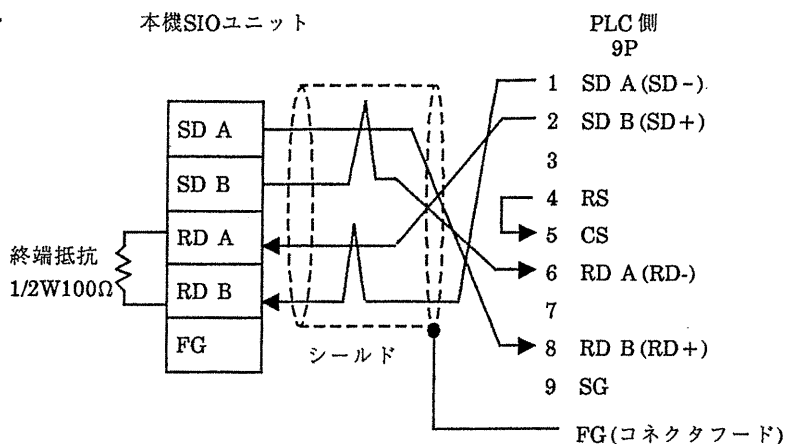 本機SIOユニット
PLC側
9P
SD A
SD B
RD A
RD B
FG
終端抵抗
1/2W100Ω
シールド
1 SD A(SD-)
2 SD B(SD+)
3
4 RS
5 CS
6 RD A(RD-)
7
8 RD B(RD+)
9 SG
FG(コネクタフード)